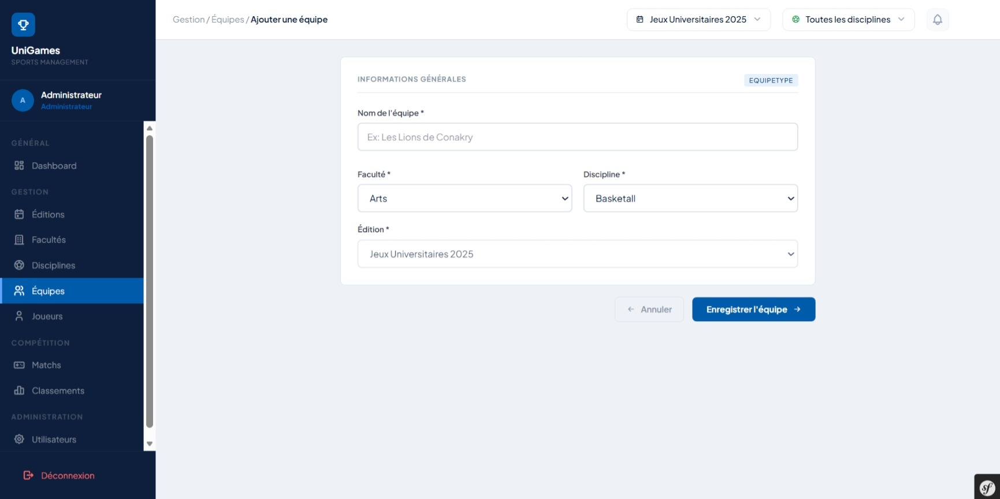 UniGames
SPORTS MANAGEMENT
A
Administrateur
Administrateur
GÉNÉRAL
Dashboard
GESTION
Éditions
Facultés
Disciplines
Équipes
Joueurs
COMPÉTITION
Matchs
Classements
ADMINISTRATION
Utilisateurs
Déconnexion
Gestion / Équipes / Ajouter une équipe
Jeux Universitaires 2025
Toutes les disciplines
INFORMATIONS GÉNÉRALES
EQUIPETYPE
Nom de l'équipe *
Ex: Les Lions de Conakry
Faculté *
Discipline *
Arts
Basketall
Édition *
Jeux Universitaires 2025
← Annuler
Enregistrer l'équipe →
sf